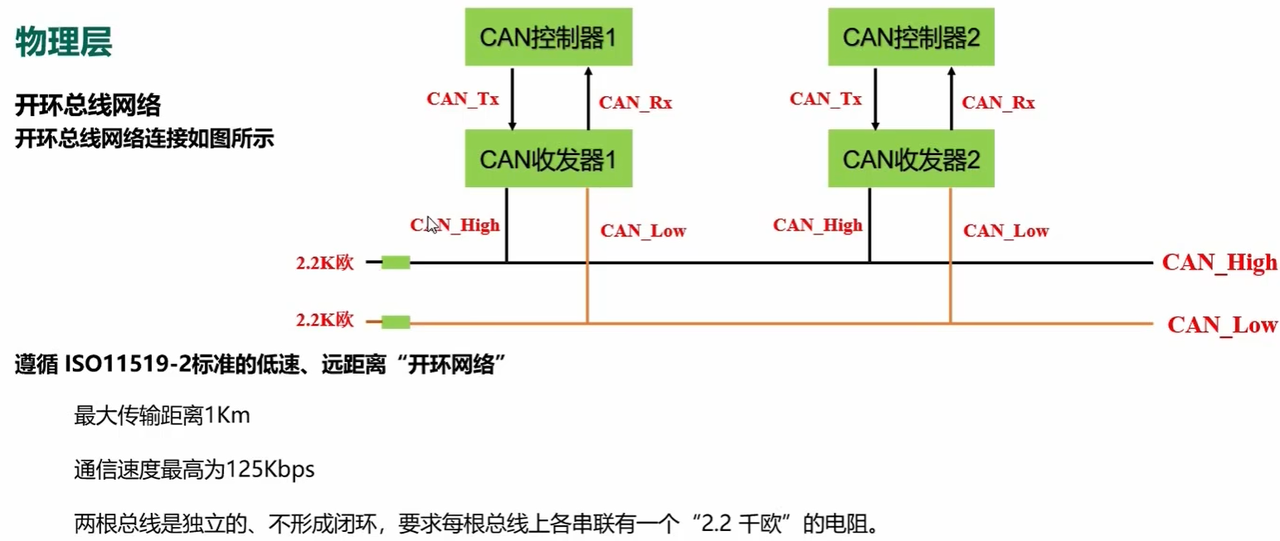 物理层
开环总线网络
开环总线网络连接如图所示
CAN控制器1
CAN控制器2
CAN_Tx
CAN_Rx
CAN_Tx
CAN_Rx
CAN收发器1
CAN收发器2
CAN_High
CAN_Low
CAN_High
CAN_Low
2.2K欧
CAN_High
2.2K欧
CAN_Low
遵循 ISO11519-2标准的低速、远距离“开环网络”
最大传输距离1Km
通信速度最高为125Kbps
两根总线是独立的、不形成闭环，要求每根总线上各串联有一个“2.2 千欧”的电阻。